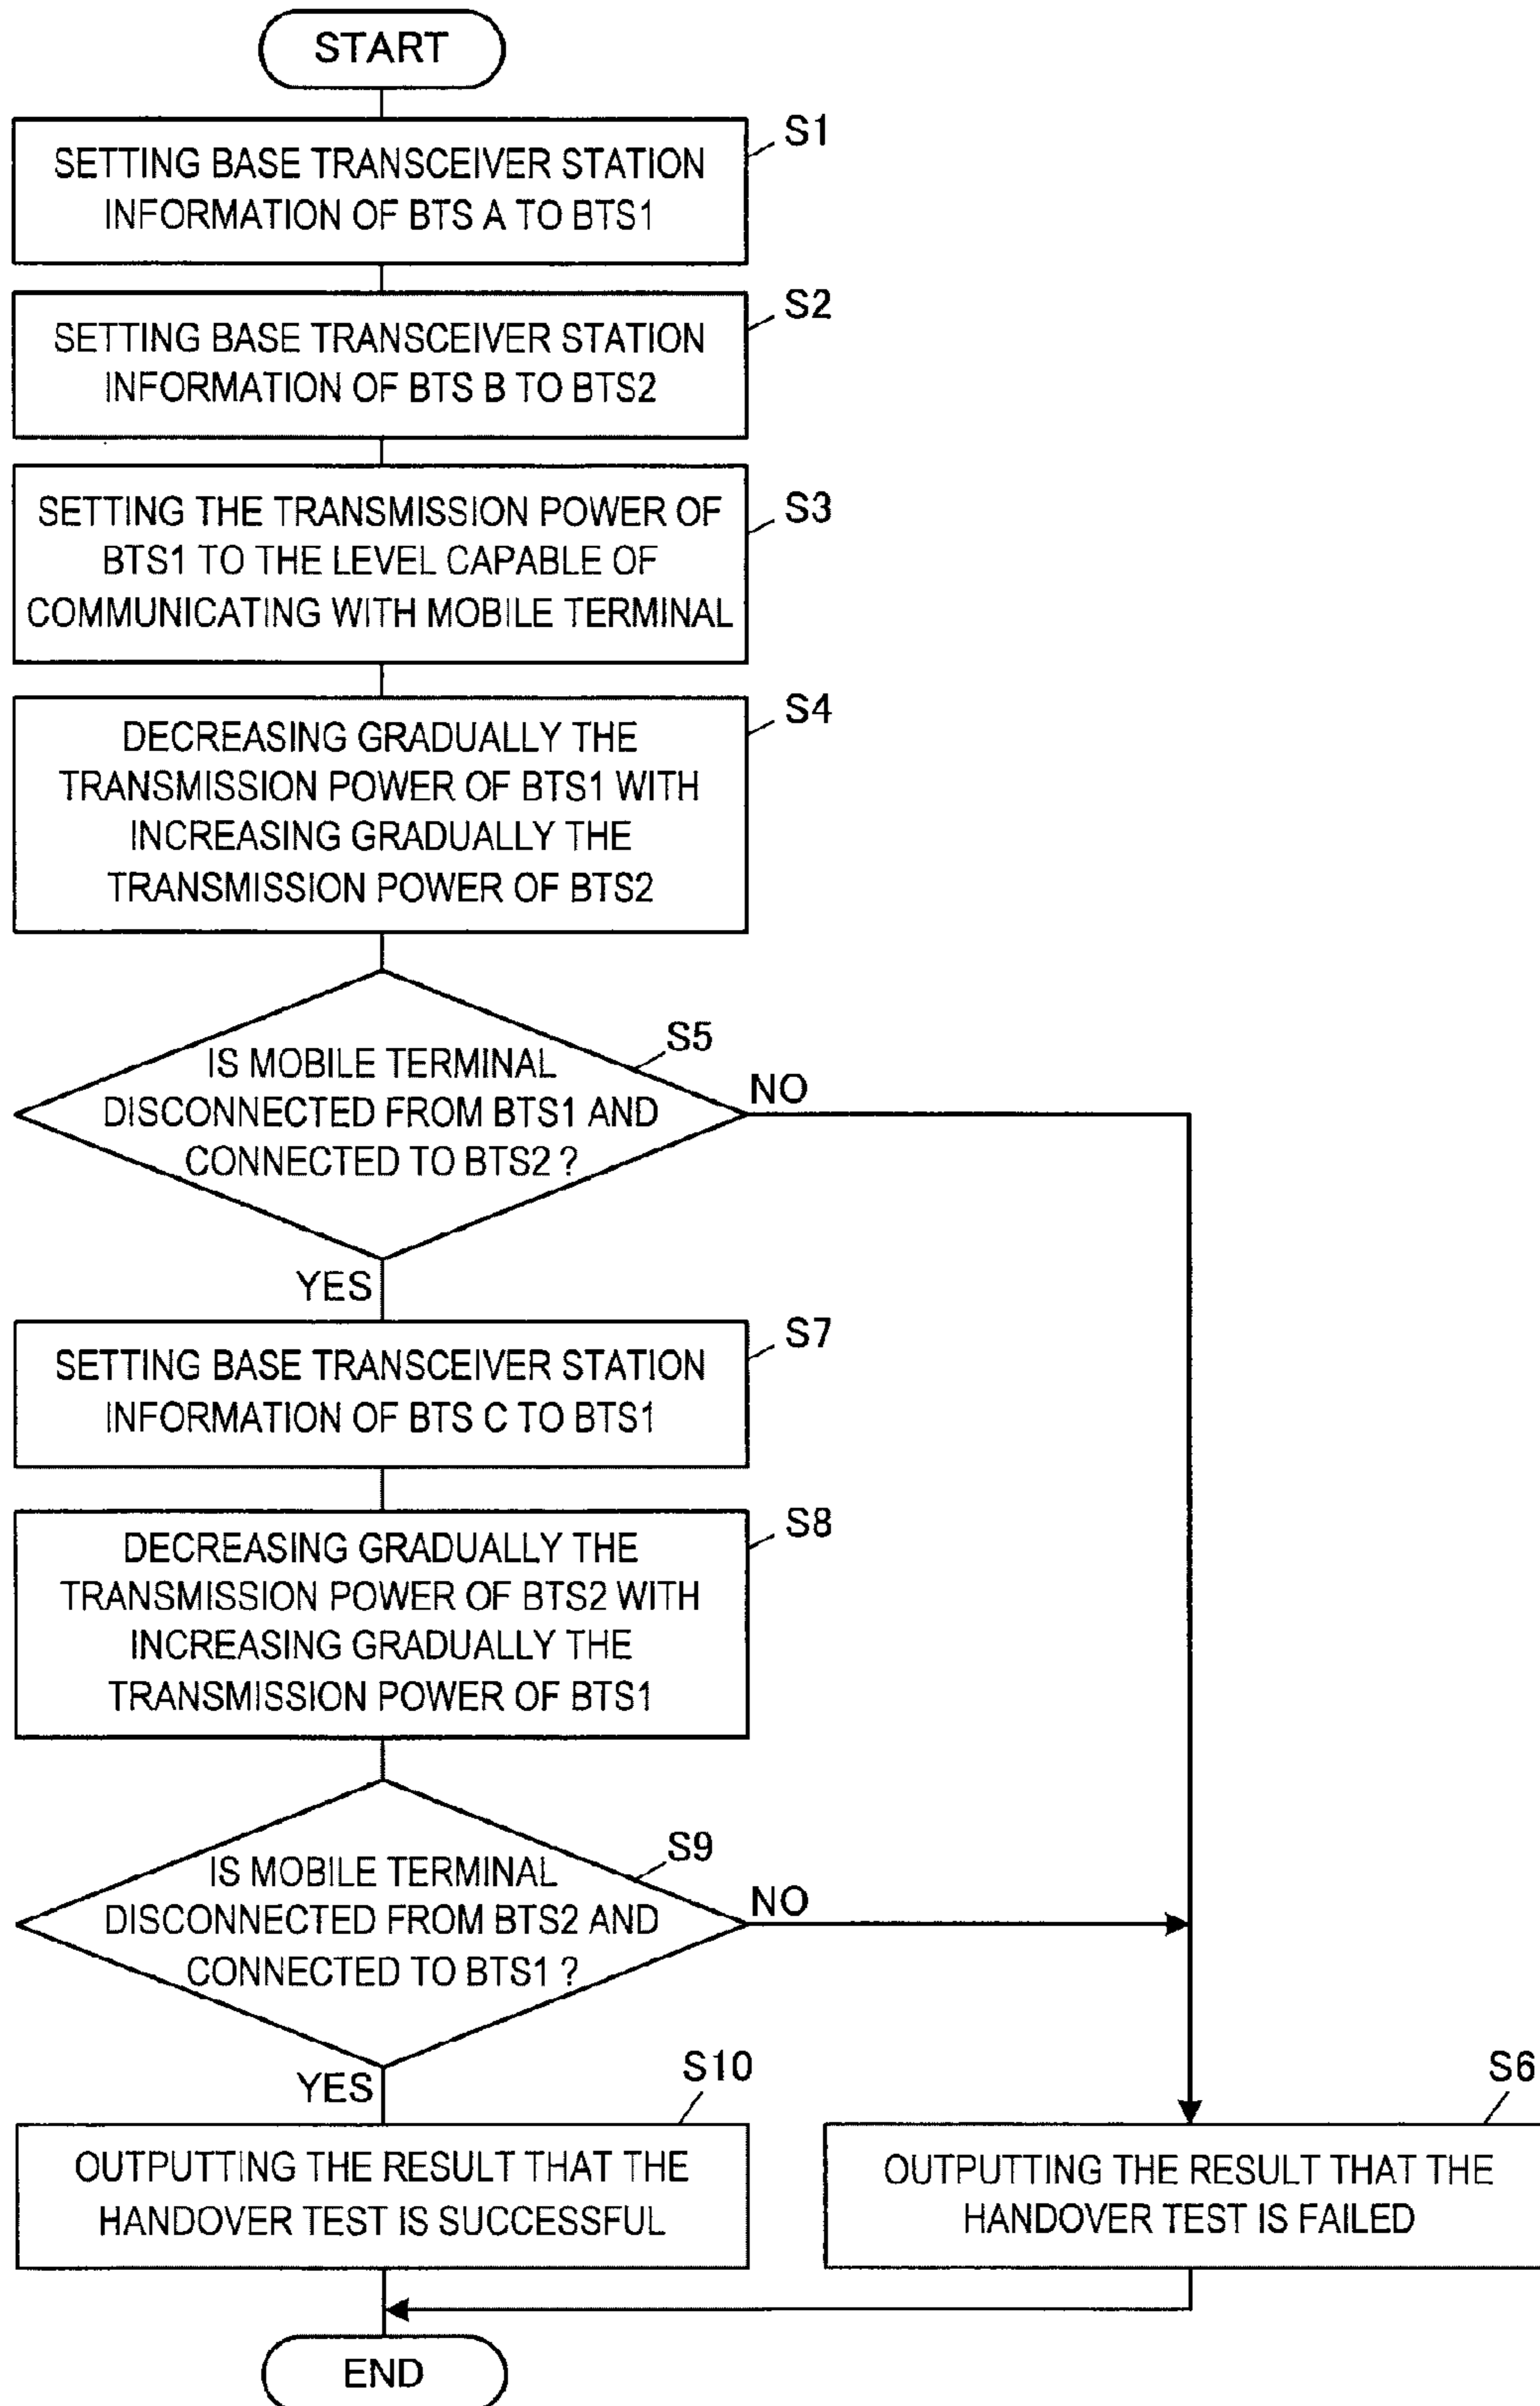 START
S1
SETTING BASE TRANSCEIVER STATION
INFORMATION OF BTS A TO BTS1
S2
SETTING BASE TRANSCEIVER STATION
INFORMATION OF BTS B TO BTS2
S3
SETTING THE TRANSMISSION POWER OF
BTS1 TO THE LEVEL CAPABLE OF
COMMUNICATING WITH MOBILE TERMINAL
S4
DECREASING GRADUALLY THE
TRANSMISSION POWER OF BTS1 WITH
INCREASING GRADUALLY THE
TRANSMISSION POWER OF BTS2
S5
IS MOBILE TERMINAL
DISCONNECTED FROM BTS1 AND
CONNECTED TO BTS2 ?
NO
YES
S7
SETTING BASE TRANSCEIVER STATION
INFORMATION OF BTS C TO BTS1
S8
DECREASING GRADUALLY THE
TRANSMISSION POWER OF BTS2 WITH
INCREASING GRADUALLY THE
TRANSMISSION POWER OF BTS1
S9
IS MOBILE TERMINAL
DISCONNECTED FROM BTS2 AND
CONNECTED TO BTS1 ?
NO
YES
S10
OUTPUTTING THE RESULT THAT THE
HANDOVER TEST IS SUCCESSFUL
S6
OUTPUTTING THE RESULT THAT THE
HANDOVER TEST IS FAILED
END